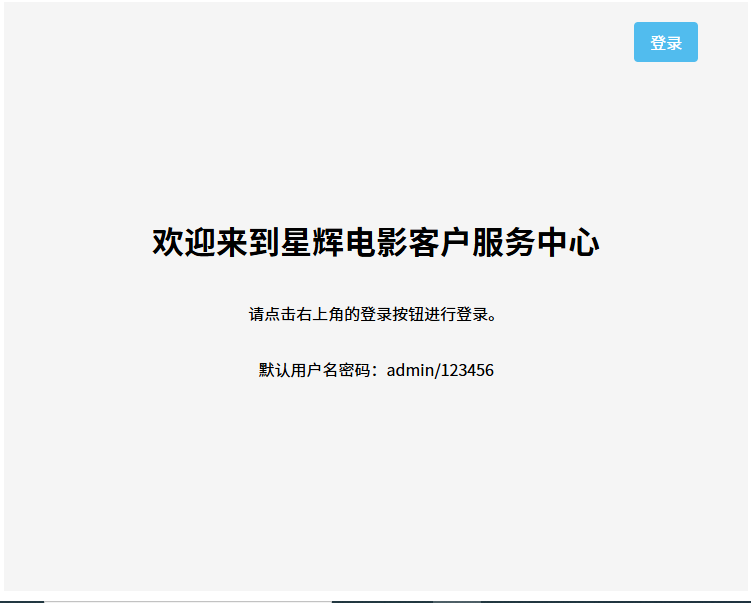 登录
欢迎来到星辉电影客户服务中心
请点击右上角的登录按钮进行登录。
默认用户名密码：admin/123456